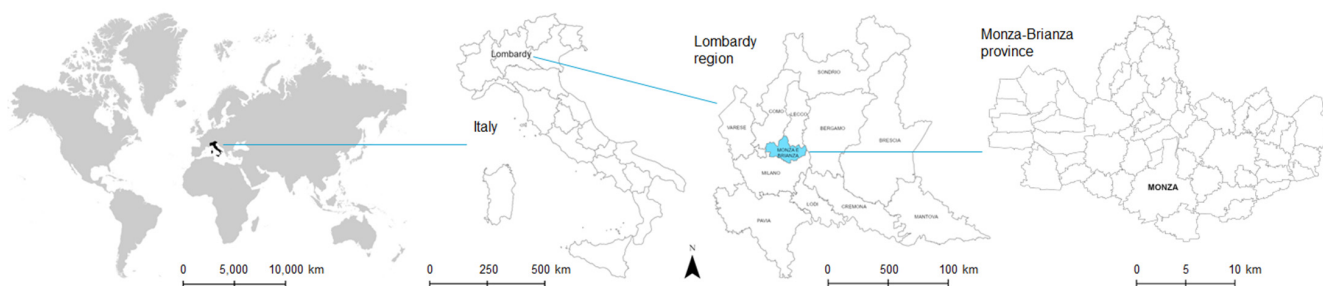 Italy
0 5,000 10,000 km
Lombardy
0 250 500 km
N
Lombardy
region
SONDRIO
COMO
LECCO
VARESE
BERGAMO
BRESCIA
MONZA E
BRIANZA
MILANO
LODI
CREMONA
PAVIA
MANTOVA
0 500 100 km
Monza-Brianza
province
MONZA
0 5 10 km